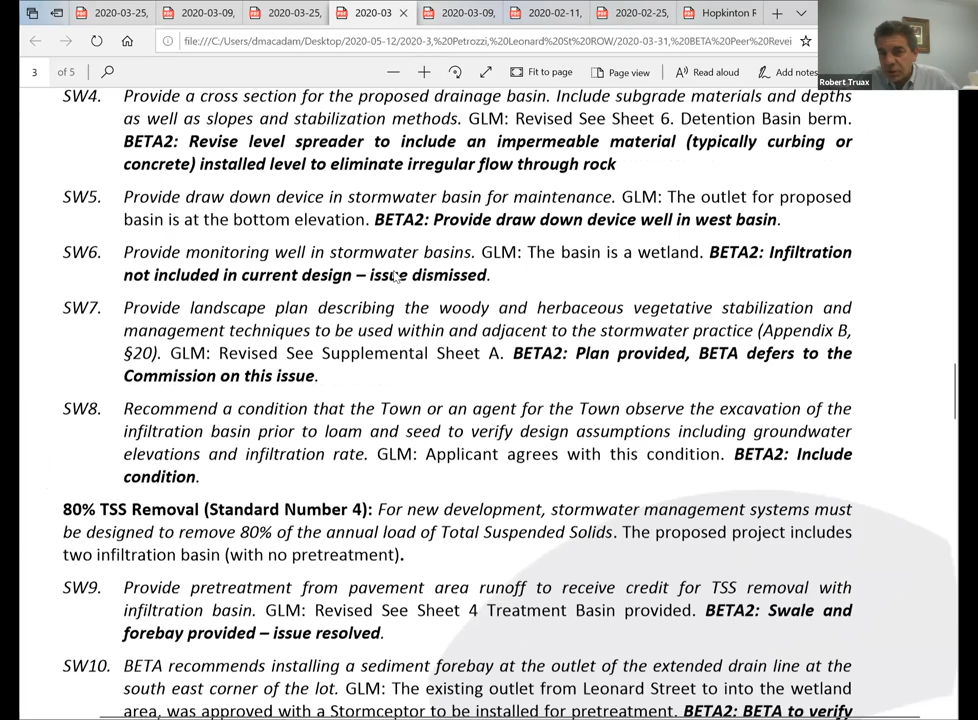 2020-03-25,
2020-03-09,
2020-03-25,
2020-03
2020-03-09,
2020-02-11,
2020-02-25,
Hopkinton R
file:///C:/Users/dmacadam/Desktop/2020-05-12/2020-3,%20Petrozzi,Leonard%20St%20ROW/2020-03-31,%20BETA%20Peer%20Revei
3 of 5
Fit to page
Page view
Read aloud
Add notes
Robert Truax
SW4. Provide a cross section for the proposed drainage basin. Include subgrade materials and depths
as well as slopes and stabilization methods. GLM: Revised See Sheet 6. Detention Basin berm.
BETA2: Revise level spreader to include an impermeable material (typically curbing or
concrete) installed level to eliminate irregular flow through rock
SW5. Provide draw down device in stormwater basin for maintenance. GLM: The outlet for proposed
basin is at the bottom elevation. BETA2: Provide draw down device well in west basin.
SW6. Provide monitoring well in stormwater basins. GLM: The basin is a wetland. BETA2: Infiltration
not included in current design – issue dismissed.
SW7. Provide landscape plan describing the woody and herbaceous vegetative stabilization and
management techniques to be used within and adjacent to the stormwater practice (Appendix B,
§20). GLM: Revised See Supplemental Sheet A. BETA2: Plan provided, BETA defers to the
Commission on this issue.
SW8. Recommend a condition that the Town or an agent for the Town observe the excavation of the
infiltration basin prior to loam and seed to verify design assumptions including groundwater
elevations and infiltration rate. GLM: Applicant agrees with this condition. BETA2: Include
condition.
80% TSS Removal (Standard Number 4): For new development, stormwater management systems must
be designed to remove 80% of the annual load of Total Suspended Solids. The proposed project includes
two infiltration basin (with no pretreatment).
SW9. Provide pretreatment from pavement area runoff to receive credit for TSS removal with
infiltration basin. GLM: Revised See Sheet 4 Treatment Basin provided. BETA2: Swale and
forebay provided – issue resolved.
SW10. BETA recommends installing a sediment forebay at the outlet of the extended drain line at the
south east corner of the lot. GLM: The existing outlet from Leonard Street to into the wetland
area, was approved with a Stormceptor to be installed for pretreatment. BETA2: BETA to verify